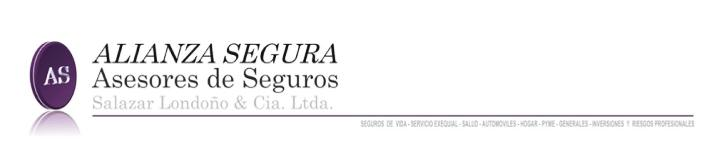 AS
ALIANZA SEGURA
Asesores de Seguros
Salazar Londoño & Cia. Ltda.
SEGUROS DE VIDA - SERVICIO EXEQUIAL - SALUD - AUTOMOVILES - HOGAR - PYME - GENERALES - INVERSIONES Y RIESGOS PROFESIONALES